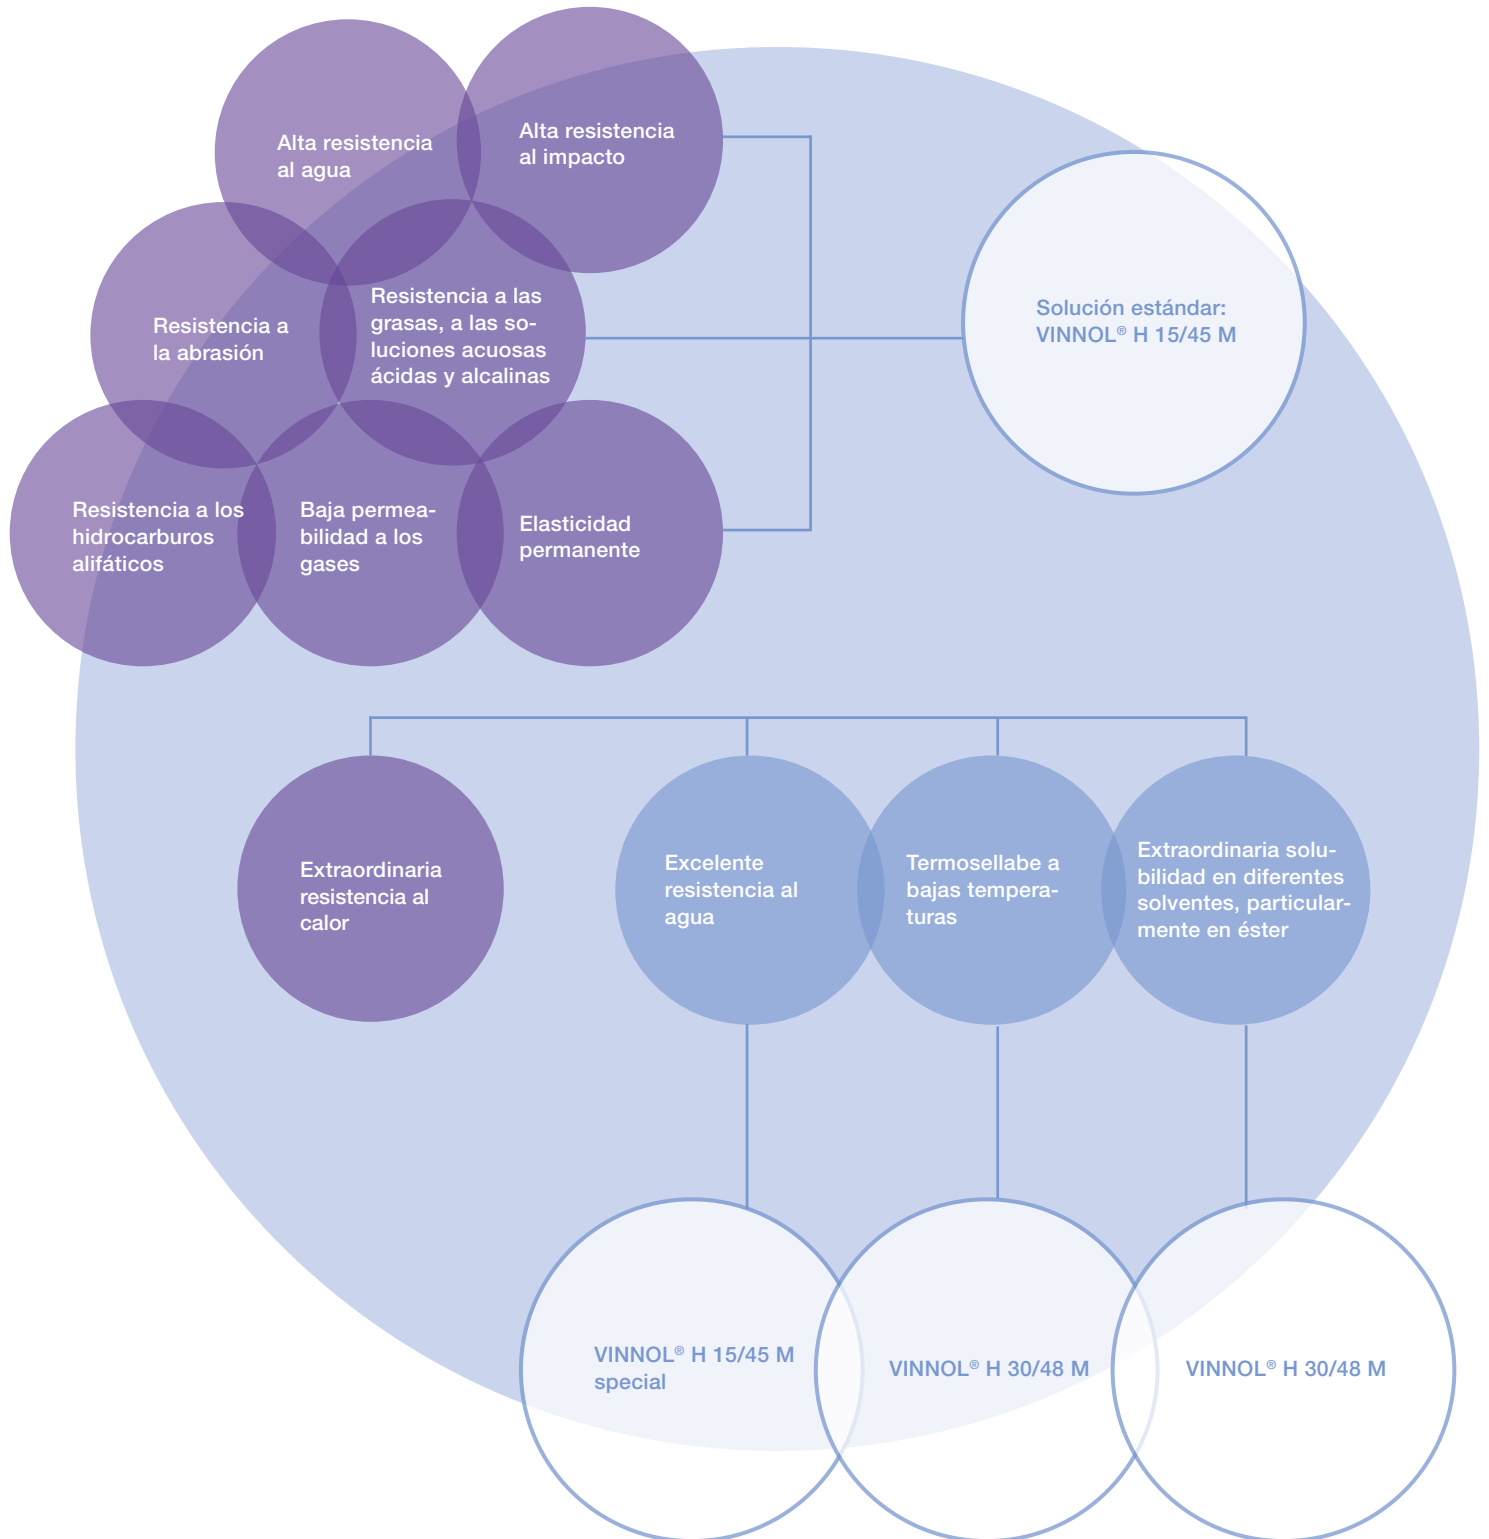 Alta resistencia
al agua
Alta resistencia
al impacto
Resistencia a
la abrasión
Resistencia a las
grasas, a las so-
luciones acuosas
ácidas y alcalinas
Solución estándar:
VINNOL® H 15/45 M
Resistencia a los
hidrocarburos
alifáticos
Baja permea-
bilidad a los
gases
Elasticidad
permanente
Extraordinaria
resistencia al
calor
Excelente
resistencia al
agua
Termosellabe a
bajas tempera-
turas
Extraordinaria solu-
bilidad en diferentes
solventes, particular-
mente en éster
VINNOL® H 15/45 M
special
VINNOL® H 30/48 M
VINNOL® H 30/48 M